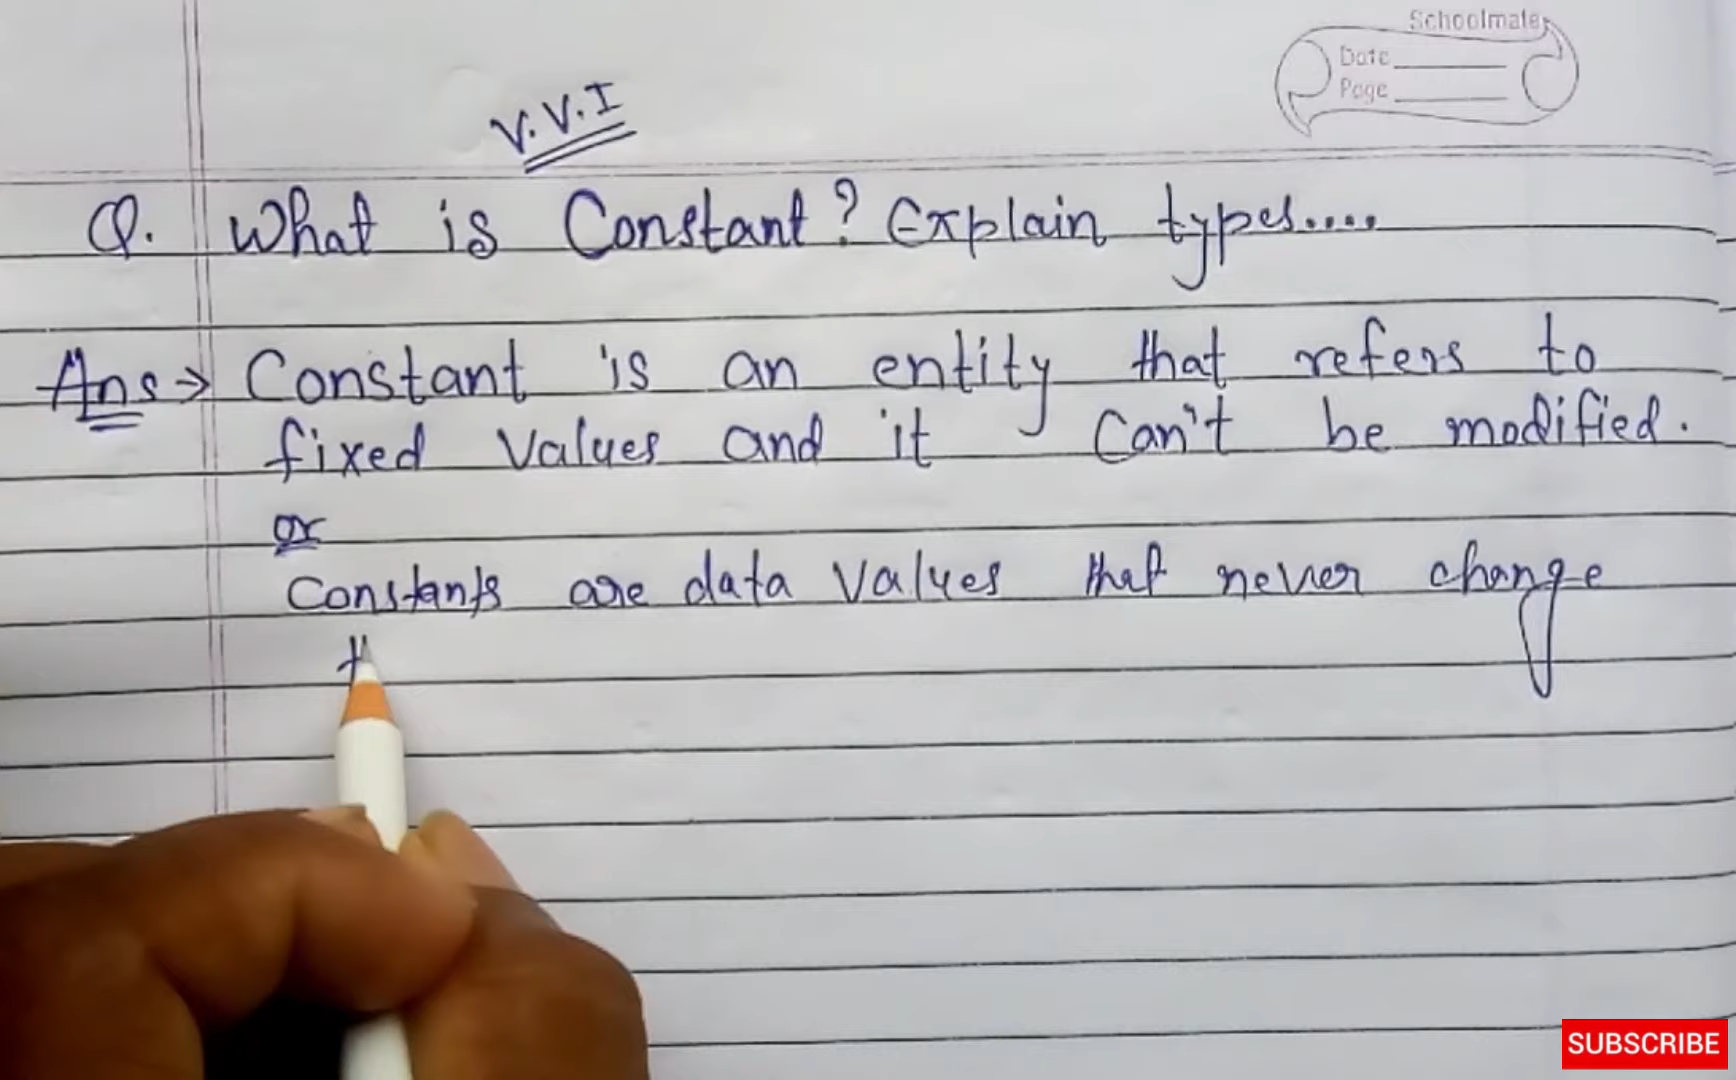 Schoolmate
Date
Page
V.V.I
Q. What is Constant? Explain types....
Ans → Constant is an entity that refers to
fixed values and it can't be modified.
or
Constants are data values that never change
SUBSCRIBE